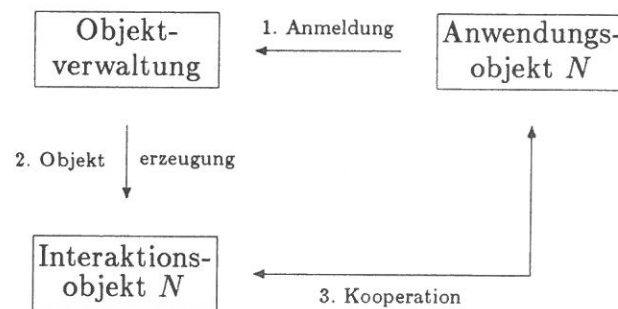 Objekt-
verwaltung
1. Anmeldung
Anwendungs-
objekt N
2. Objekt erzeugung
Interaktions-
objekt N
3. Kooperation